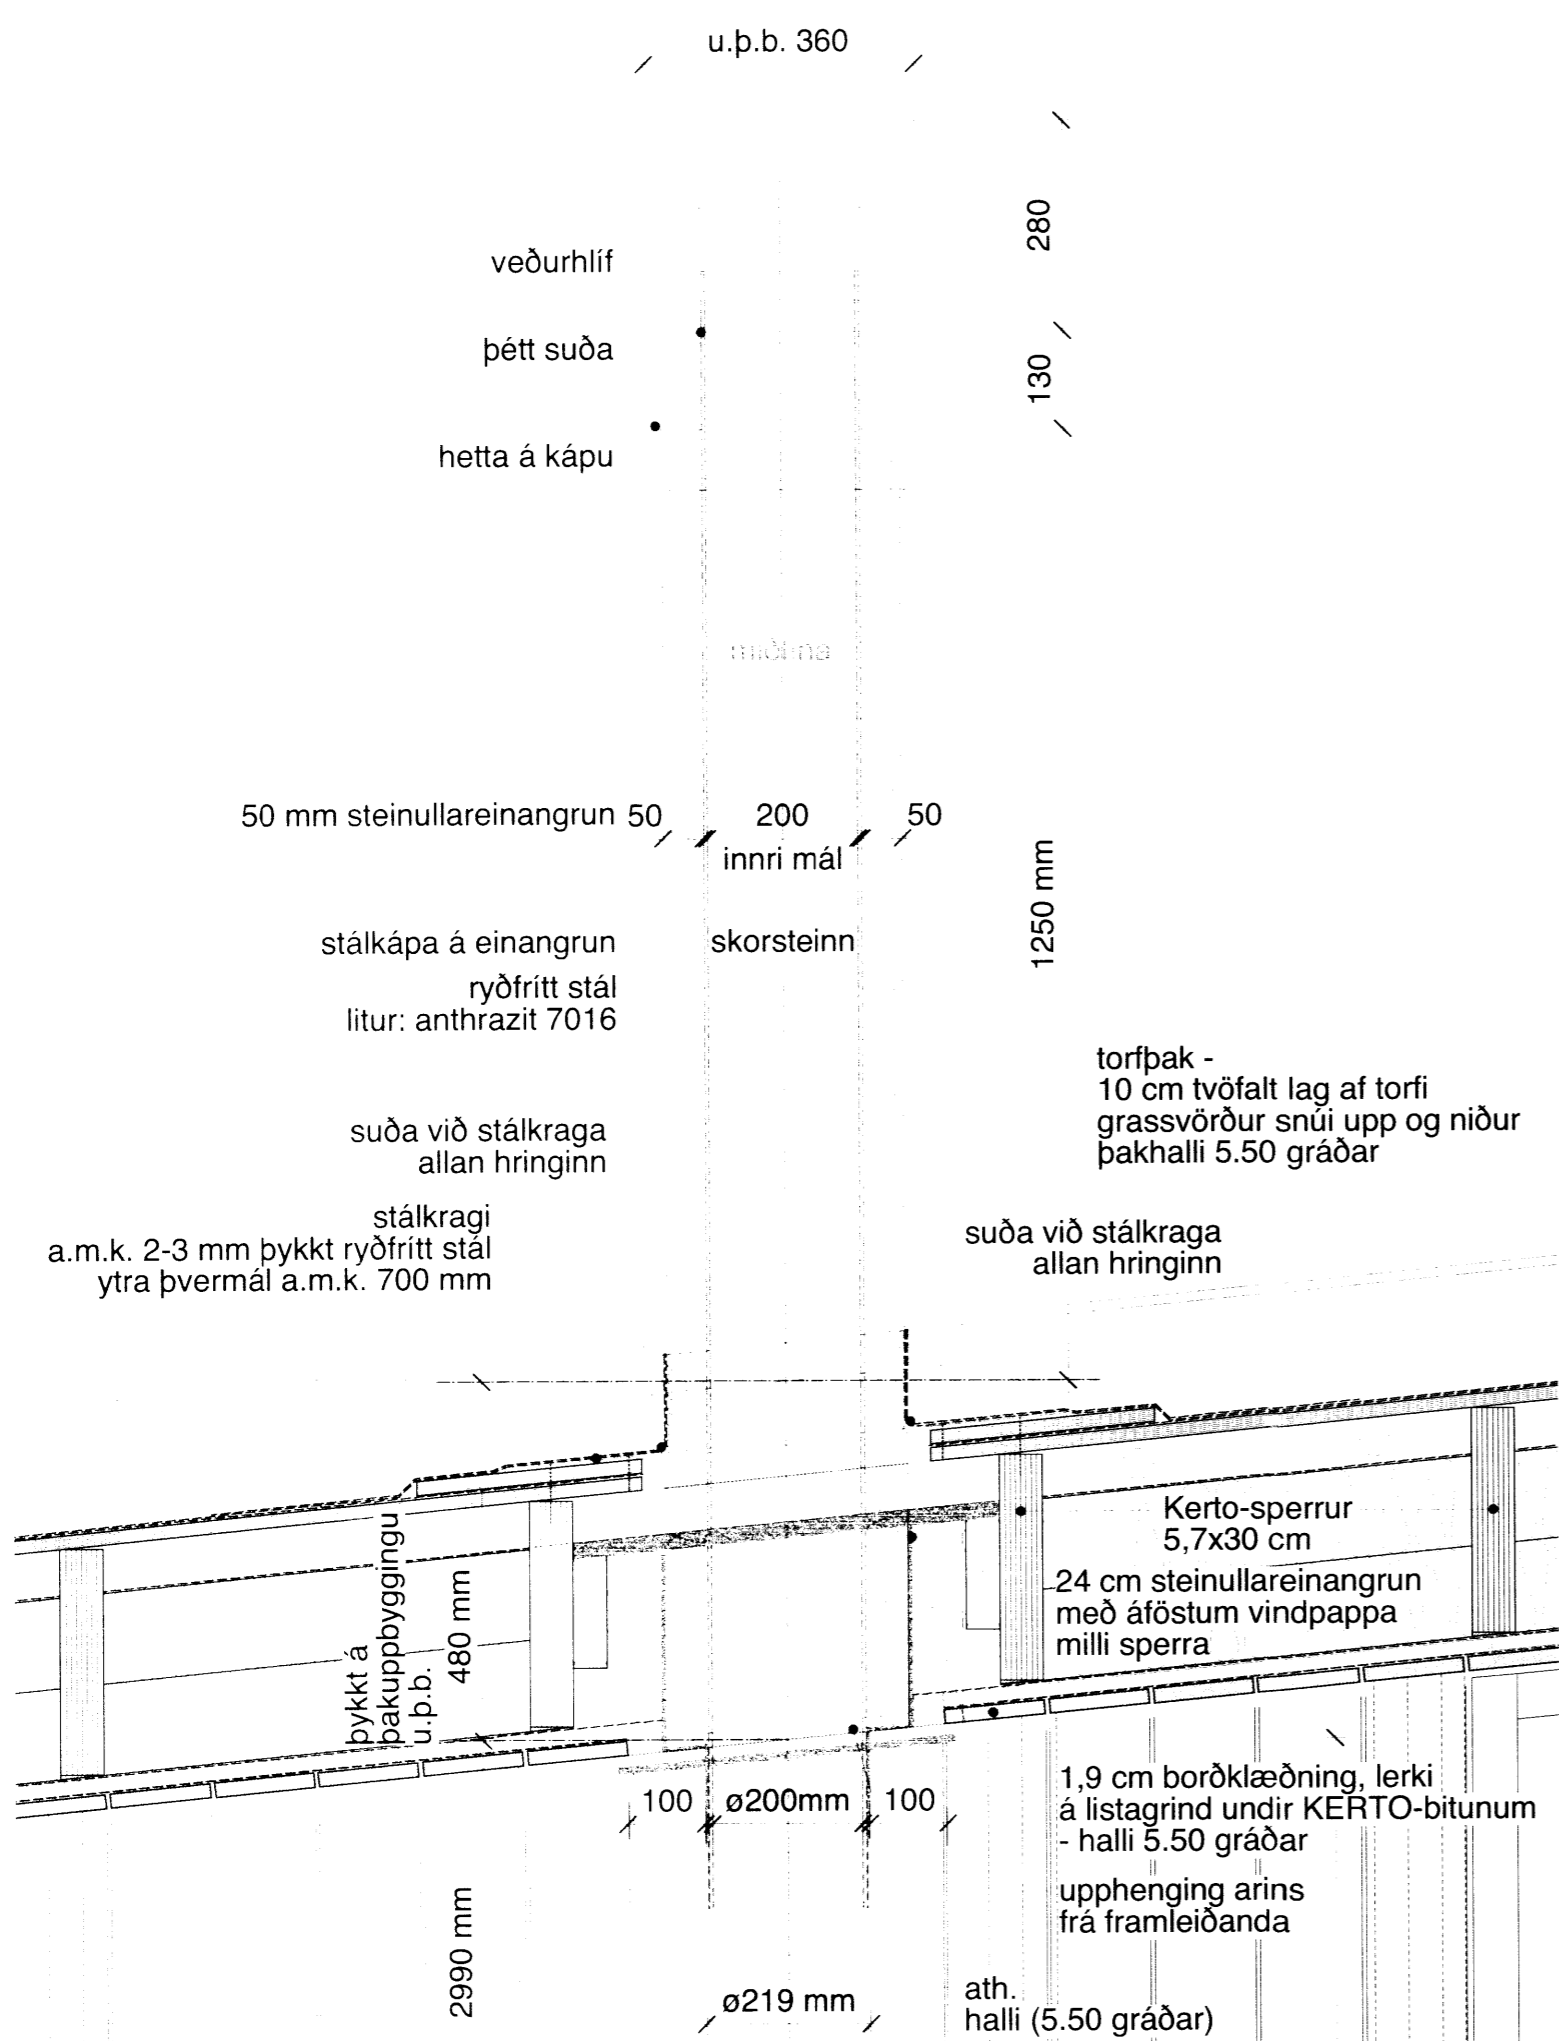 u.þ.b. 360
280
veðurhlíf
þétt suða
130
hetta á kápu
miðlína
50 mm steinullareinangrun 50 200 50
innri mál
1250 mm
stálkápa á einangrun
skorsteinn
ryðfrítt stál
litur: anthrazit 7016
torfþak -
10 cm tvöfalt lag af torfi
grassvörður snúi upp og niður
þakhalli 5.50 gráðar
suða við stálkraga
allan hringinn
stálkragi
a.m.k. 2-3 mm þykkt ryðfrítt stál
ytra þvermál a.m.k. 700 mm
suða við stálkraga
allan hringinn
Kerto-sperrur
5,7x30 cm
24 cm steinullareinangrun
með áföstum vindpappa
milli sperra
þykkt á
þakuppbyggingu
u.þ.b.
480 mm
100 ø200mm 100
1,9 cm borðklæðning, lerki
á listagrind undir KERTO-bitunum
- halli 5.50 gráðar
upphenging arins
frá framleiðanda
2990 mm
ø219 mm
ath.
halli (5.50 gráðar)